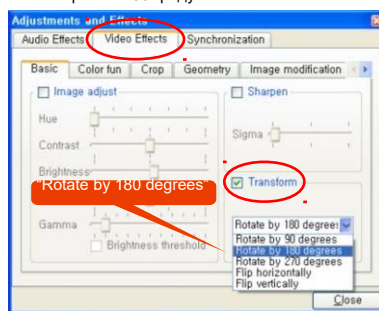 Adjustments and Effects
Audio Effects Video Effects Synchronization
Basic Color fun Crop Geometry Image modification
Image adjust
Sharpen
Hue
Sigma
Contrast
Brightness
"Rotate by 180 degrees"
Transform
Gamma
Rotate by 180 degrees
Brightness threshold
Rotate by 90 degrees
Rotate by 180 degrees
Rotate by 270 degrees
Flip horizontally
Flip vertically
Close